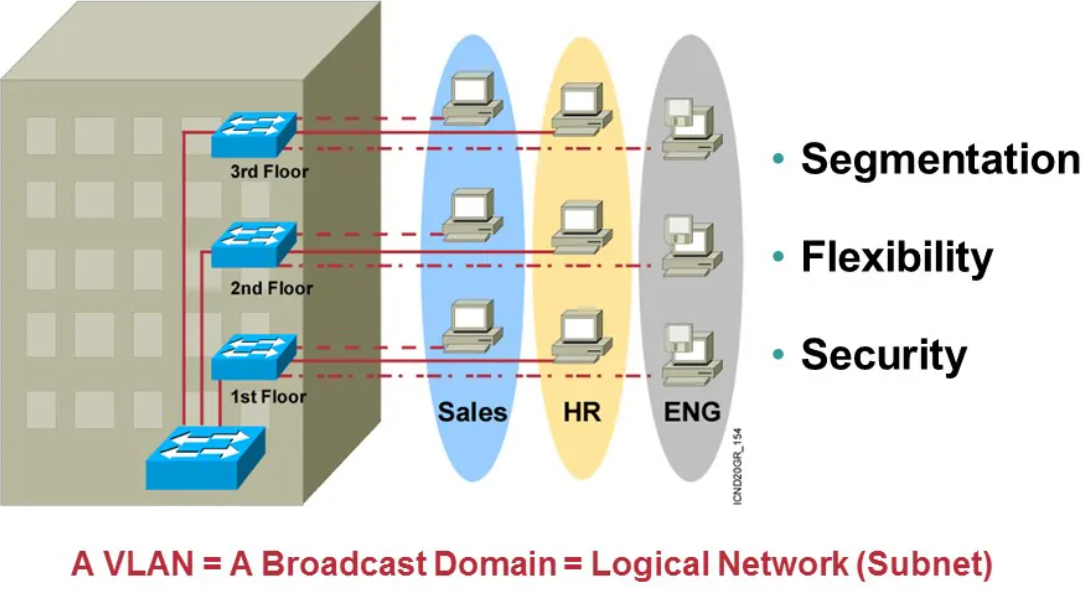 3rd Floor
2nd Floor
1st Floor
Sales
HR
ENG
ICND20GR_154
• Segmentation
• Flexibility
• Security
A VLAN = A Broadcast Domain = Logical Network (Subnet)